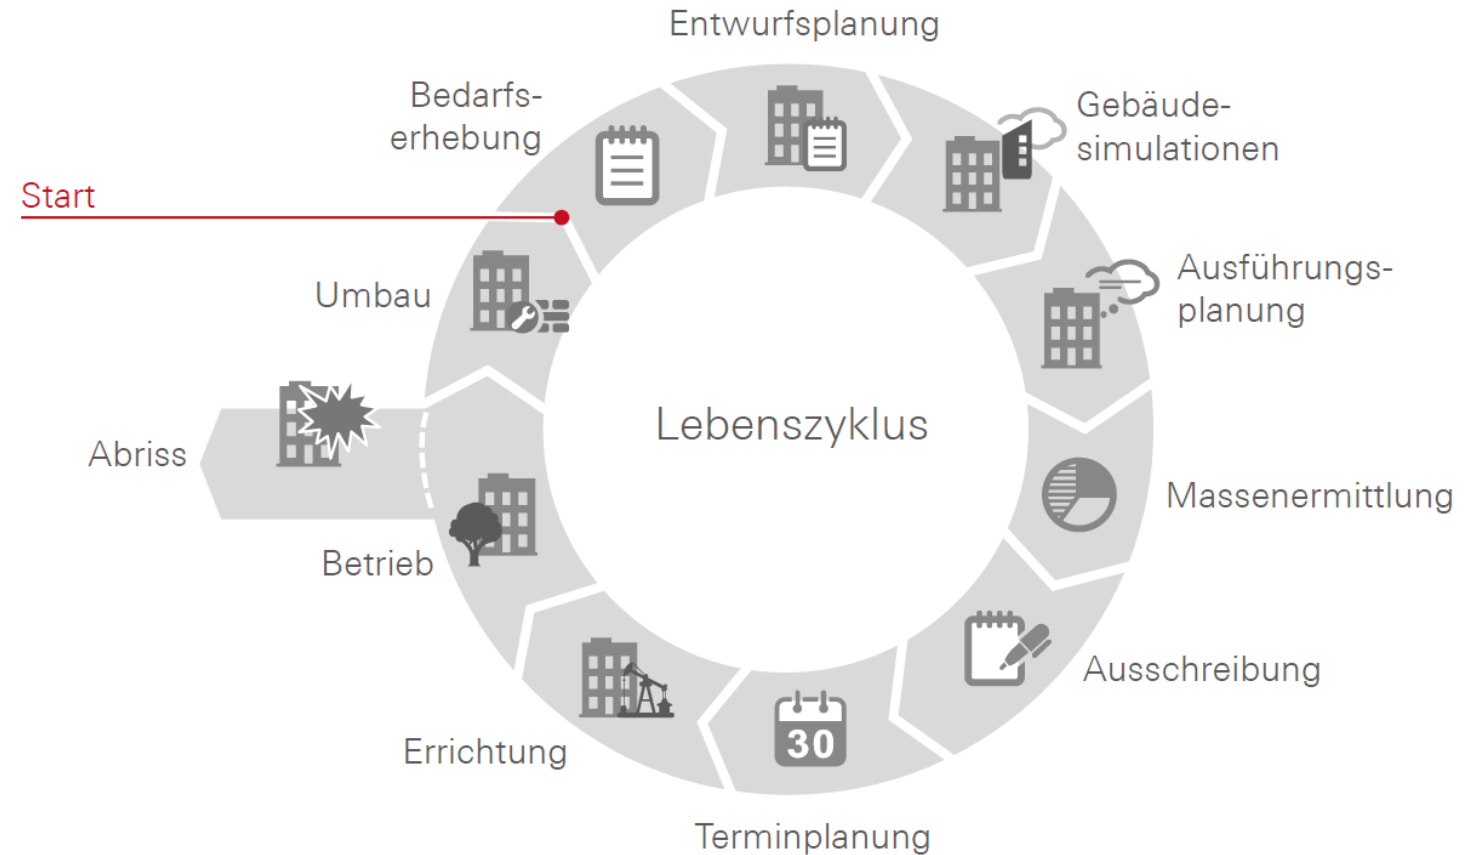 Entwurfsplanung
Bedarfs-
erhebung
Gebäude-
simulationen
Start
Ausführungs-
planung
Umbau
Lebenszyklus
Abriss
Massenermittlung
Betrieb
Ausschreibung
30
Errichtung
Terminplanung